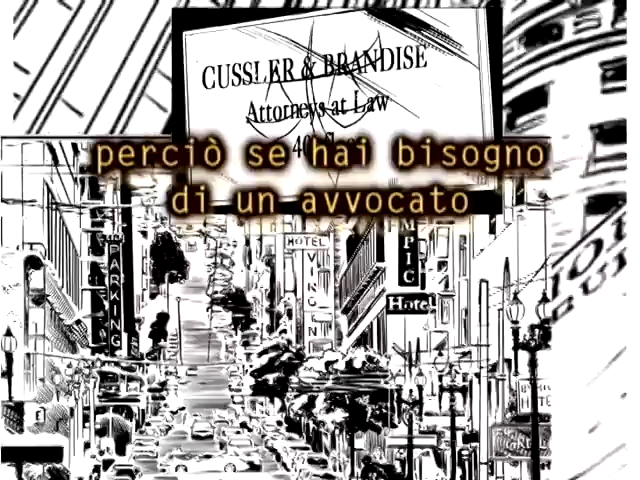 CUSSLER & BRANDISE
Attorneys at Law
perciò se hai bisogno
di un avvocato
HOTEL
PARKING
Hotel